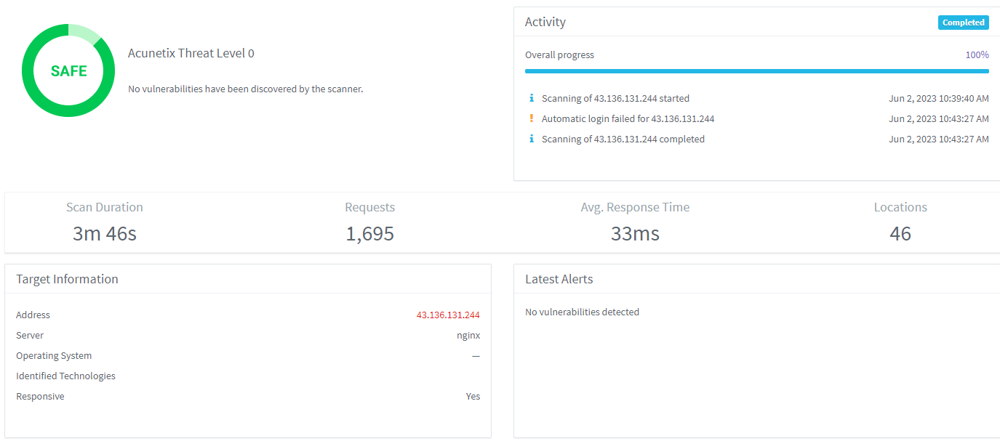 SAFE
Acunetix Threat Level 0
No vulnerabilities have been discovered by the scanner.
Activity
Completed
Overall progress 100%
Scanning of 43.136.131.244 started Jun 2, 2023 10:39:40 AM
Automatic login failed for 43.136.131.244 Jun 2, 2023 10:43:27 AM
Scanning of 43.136.131.244 completed Jun 2, 2023 10:43:27 AM
Scan Duration Requests Avg. Response Time Locations
3m 46s 1,695 33ms 46
Target Information
Address 43.136.131.244
Server nginx
Operating System —
Identified Technologies
Responsive Yes
Latest Alerts
No vulnerabilities detected